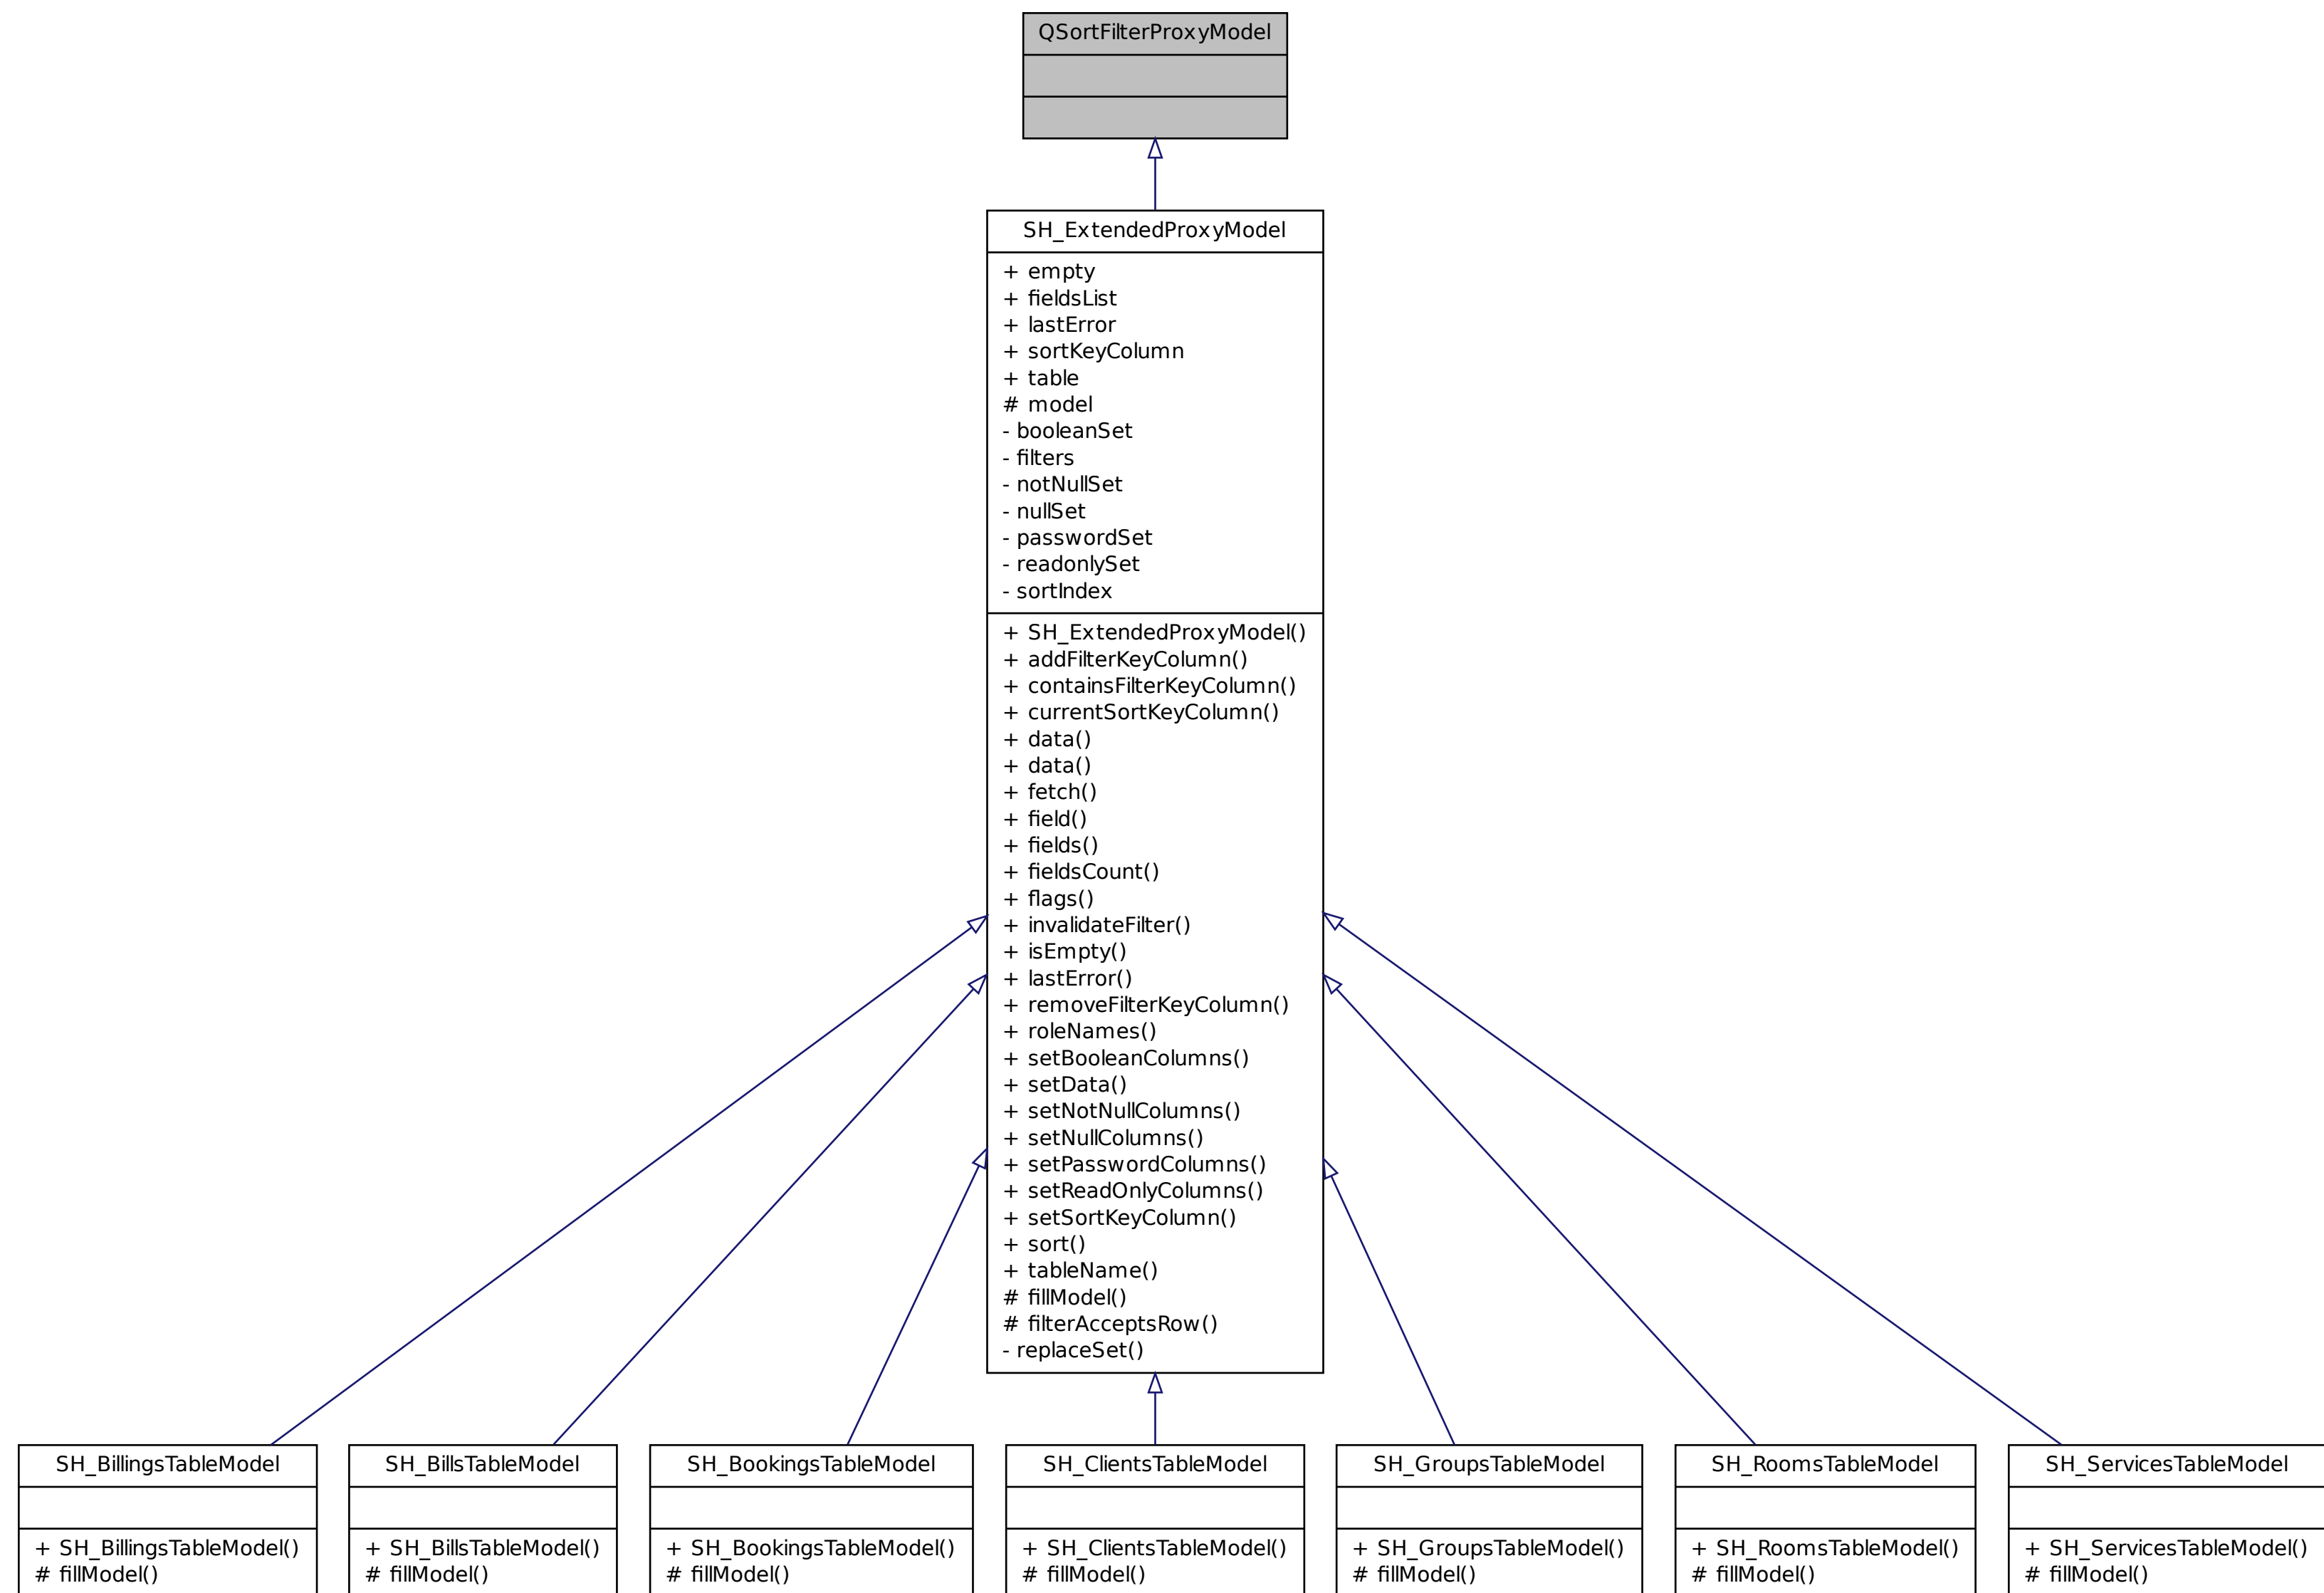 QSortFilterProxyModel
SH_ExtendedProxyModel
+ empty
+ fieldsList
+ lastError
+ sortKeyColumn
+ table
# model
- booleanSet
- filters
- notNullSet
- nullSet
- passwordSet
- readonlySet
- sortIndex
+ SH_ExtendedProxyModel()
+ addFilterKeyColumn()
+ containsFilterKeyColumn()
+ currentSortKeyColumn()
+ data()
+ data()
+ fetch()
+ field()
+ fields()
+ fieldsCount()
+ flags()
+ invalidateFilter()
+ isEmpty()
+ lastError()
+ removeFilterKeyColumn()
+ roleNames()
+ setBooleanColumns()
+ setData()
+ setNotNullColumns()
+ setNullColumns()
+ setPasswordColumns()
+ setReadOnlyColumns()
+ setSortKeyColumn()
+ sort()
+ tableName()
# fillModel()
# filterAcceptsRow()
- replaceSet()
SH_BillingsTableModel
+ SH_BillingsTableModel()
# fillModel()
SH_BillsTableModel
+ SH_BillsTableModel()
# fillModel()
SH_BookingsTableModel
+ SH_BookingsTableModel()
# fillModel()
SH_ClientsTableModel
+ SH_ClientsTableModel()
# fillModel()
SH_GroupsTableModel
+ SH_GroupsTableModel()
# fillModel()
SH_RoomsTableModel
+ SH_RoomsTableModel()
# fillModel()
SH_ServicesTableModel
+ SH_ServicesTableModel()
# fillModel()